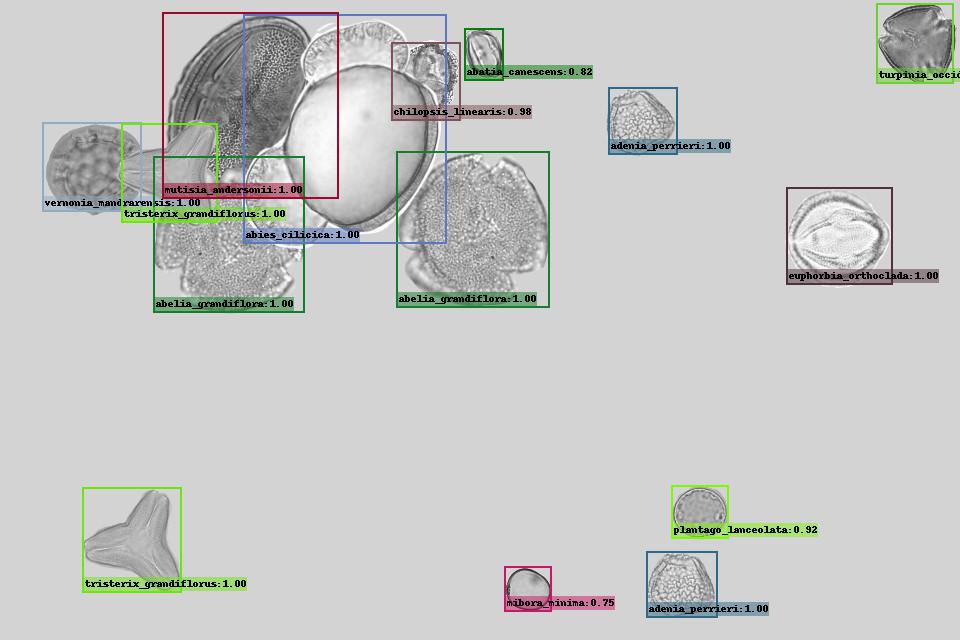 turpinia_occid
abatia_canescens:0.82
chilopsis_linearis:0.98
adenia_perrieri:1.00
mutisia_andersonii:1.00
vernonia_mandrarensis:1.00
tristerix_grandiflorus:1.00
abies_cilicica:1.00
euphorbia_orthoclada:1.00
abelia_grandiflora:1.00
abelia_grandiflora:1.00
plantago_lanceolata:0.92
tristerix_grandiflorus:1.00
mibora_minima:0.75
adenia_perrieri:1.00